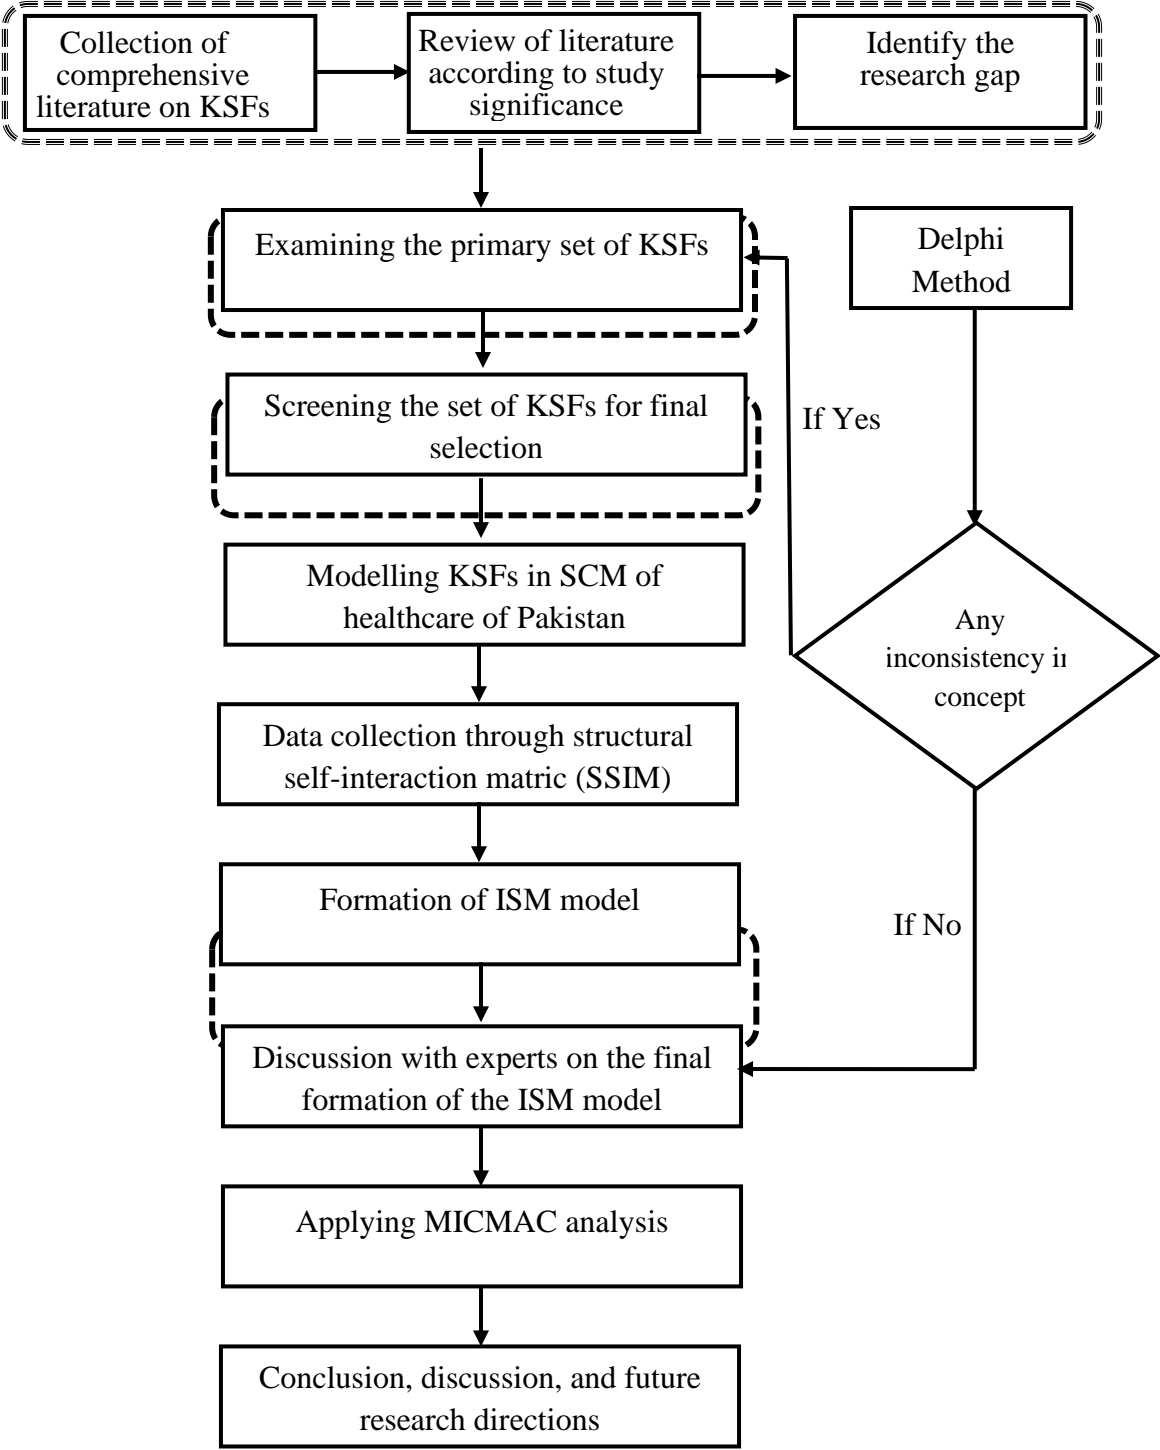 Collection of
comprehensive
literature on KSFs
Review of literature
according to study
significance
Identify the
research gap
Examining the primary set of KSFs
Delphi
Method
Screening the set of KSFs for final
selection
If Yes
Modelling KSFs in SCM of
healthcare of Pakistan
Any
inconsistency in
concept
Data collection through structural
self-interaction matric (SSIM)
Formation of ISM model
If No
Discussion with experts on the final
formation of the ISM model
Applying MICMAC analysis
Conclusion, discussion, and future
research directions